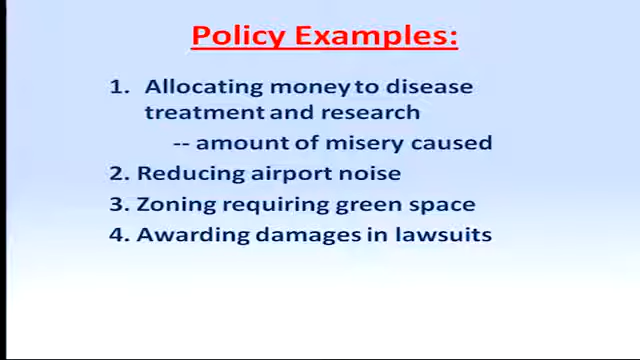 Policy Examples:
1. Allocating money to disease
treatment and research
-- amount of misery caused
2. Reducing airport noise
3. Zoning requiring green space
4. Awarding damages in lawsuits